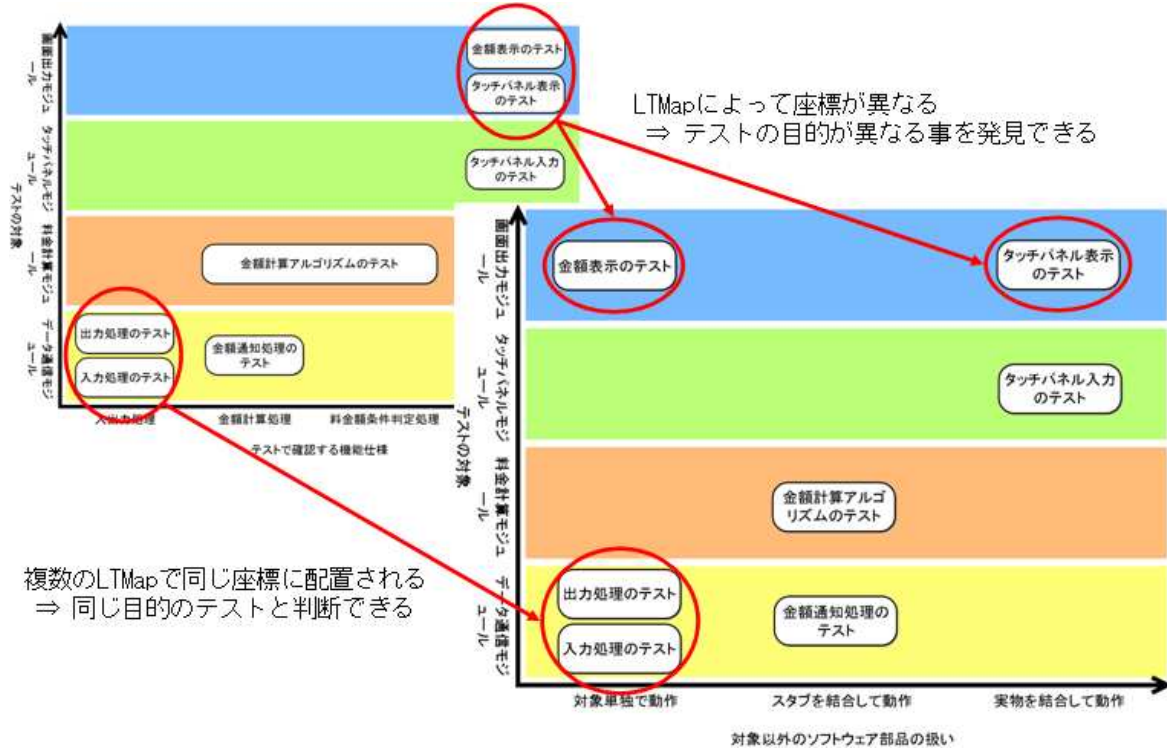 画面出力モジュ
ール
タッチパネルモジ
ュール
料金計算モジュ
ール
データ通信モジ
ュール
テストの対象
金額表示のテスト
タッチパネル表示
のテスト
タッチパネル入力
のテスト
金額計算アルゴリズムのテスト
出力処理のテスト
入力処理のテスト
金額通知処理の
テスト
入出力処理
金額計算処理
料金額条件判定処理
テストで確認する機能仕様
LTMapによって座標が異なる
⇒ テストの目的が異なる事を発見できる
画面出力モジュ
ール
タッチパネルモジ
ュール
料金計算モジュ
ール
データ通信モジ
ュール
テストの対象
金額表示のテスト
タッチパネル表示
のテスト
タッチパネル入力
のテスト
金額計算アルゴ
リズムのテスト
出力処理のテスト
入力処理のテスト
金額通知処理の
テスト
対象単独で動作
スタブを結合して動作
実物を結合して動作
対象以外のソフトウェア部品の扱い
複数のLTMapで同じ座標に配置される
⇒ 同じ目的のテストと判断できる